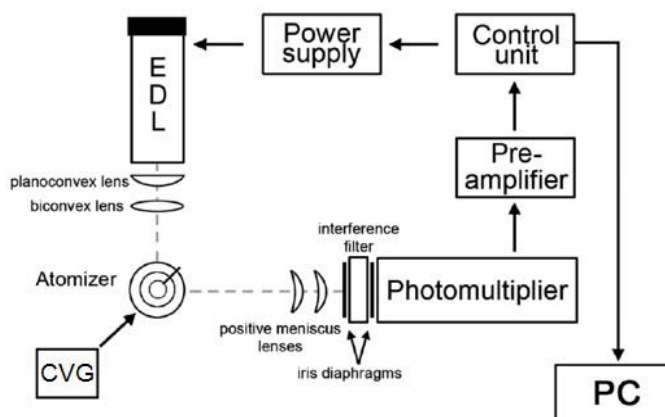 Power
supply
Control
unit
E
D
L
Pre-
amplifier
planoconvex lens
biconvex lens
interference
filter
Atomizer
Photomultiplier
positive meniscus
lenses
iris diaphragms
CVG
PC